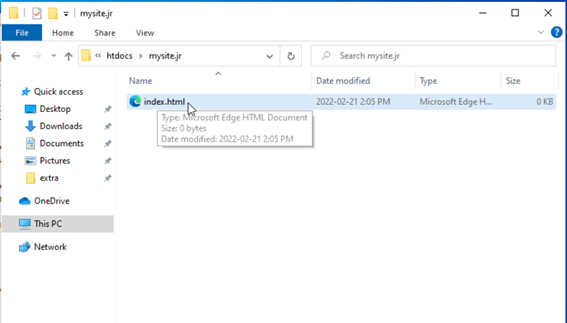 mysite.jr
File Home Share View
htdocs › mysite.jr
Search mysite.jr
Name Date modified Type Size
index.html 2022-02-21 2:05 PM Microsoft Edge H... 0 KB
Type: Microsoft Edge HTML Document
Size: 0 bytes
Date modified: 2022-02-21 2:05 PM
Quick access
Desktop
Downloads
Documents
Pictures
extra
OneDrive
This PC
Network